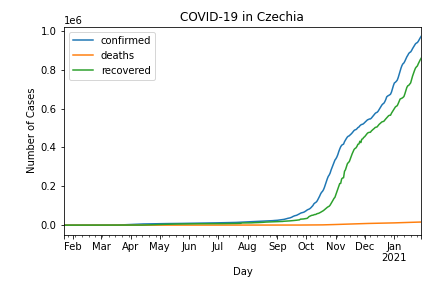 COVID-19 in Czechia
1e6
confirmed
deaths
recovered
1.0
0.8
0.6
0.4
0.2
0.0
Number of Cases
Feb Mar Apr May Jun Jul Aug Sep Oct Nov Dec Jan
2021
Day